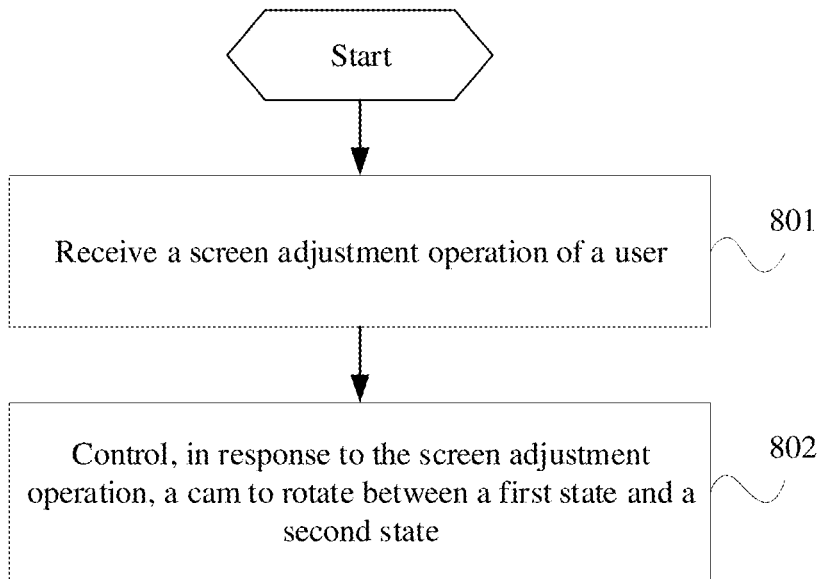 Start
Receive a screen adjustment operation of a user
801
Control, in response to the screen adjustment
operation, a cam to rotate between a first state and a
second state
802